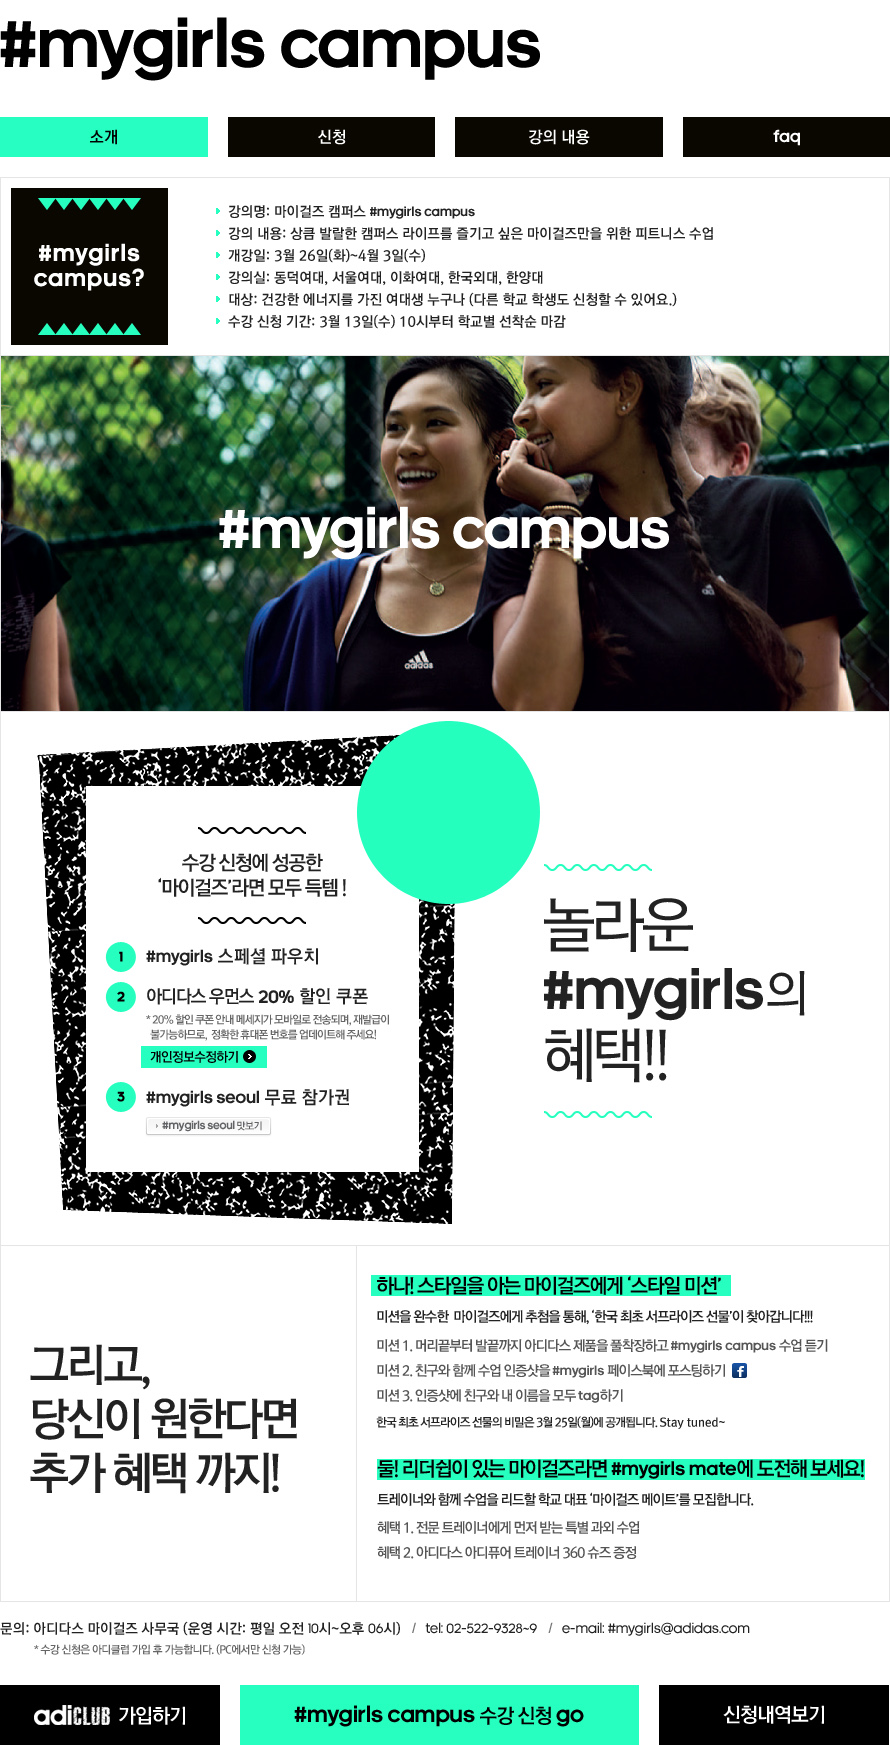 #mygirls campus
소개
신청
강의 내용
faq
#mygirls
campus?
강의명: 마이걸즈 캠퍼스 #mygirls campus
강의 내용: 상큼 발랄한 캠퍼스 라이프를 즐기고 싶은 마이걸즈만을 위한 피트니스 수업
개강일: 3월 26일(화)~4월 3일(수)
강의실: 동덕여대, 서울여대, 이화여대, 한국외대, 한양대
대상: 건강한 에너지를 가진 여대생 누구나 (다른 학교 학생도 신청할 수 있어요.)
수강 신청 기간: 3월 13일(수) 10시부터 학교별 선착순 마감
#mygirls campus
adidas
수강 신청에 성공한
‘마이걸즈’라면 모두 득템 !
1 #mygirls 스페셜 파우치
2 아디다스 우먼스 20% 할인 쿠폰
* 20% 할인 쿠폰 안내 메세지가 모바일로 전송되며, 재발급이
불가능하므로, 정확한 휴대폰 번호를 업데이트해 주세요!
개인정보수정하기
3 #mygirls seoul 무료 참가권
#mygirls seoul 맛보기
놀라운
#mygirls의
혜택!!
그리고,
당신이 원한다면
추가 혜택 까지!
하나! 스타일을 아는 마이걸즈에게 ‘스타일 미션’
미션을 완수한 마이걸즈에게 추첨을 통해, ‘한국 최초 서프라이즈 선물’이 찾아갑니다!!!
미션 1. 머리끝부터 발끝까지 아디다스 제품을 풀착장하고 #mygirls campus 수업 듣기
미션 2. 친구와 함께 수업 인증샷을 #mygirls 페이스북에 포스팅하기
미션 3. 인증샷에 친구와 내 이름을 모두 tag하기
한국 최초 서프라이즈 선물의 비밀은 3월 25일(월)에 공개됩니다. Stay tuned~
둘! 리더쉽이 있는 마이걸즈라면 #mygirls mate에 도전해 보세요!
트레이너와 함께 수업을 리드할 학교 대표 ‘마이걸즈 메이트’를 모집합니다.
혜택 1. 전문 트레이너에게 먼저 받는 특별 과외 수업
혜택 2. 아디다스 아디퓨어 트레이너 360 슈즈 증정
문의: 아디다스 마이걸즈 사무국 (운영 시간: 평일 오전 10시~오후 06시) / tel: 02-522-9328~9 / e-mail: #mygirls@adidas.com
* 수강 신청은 아디클럽 가입 후 가능합니다. (PC에서만 신청 가능)
adiCLUB 가입하기
#mygirls campus 수강 신청 go
신청내역보기